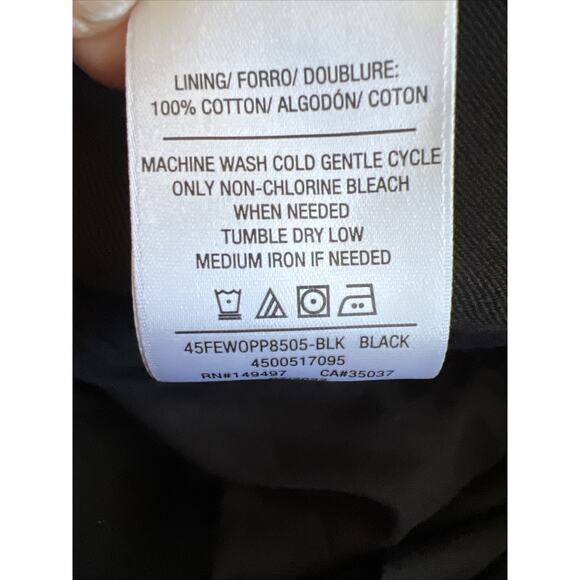 LINING/ FORRO/ DOUBLURE:
100% COTTON/ ALGODÓN/ COTON
MACHINE WASH COLD GENTLE CYCLE
ONLY NON-CHLORINE BLEACH
WHEN NEEDED
TUMBLE DRY LOW
MEDIUM IRON IF NEEDED
45FEWOPP8505-BLK BLACK
4500517095
RN#149497 CA#35037